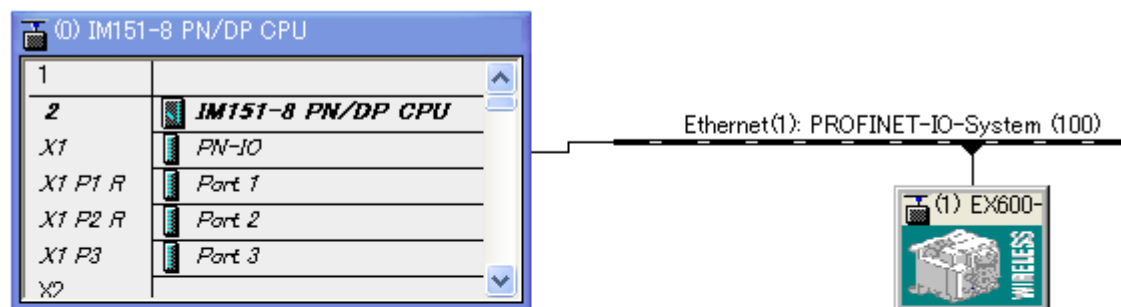 (0) IM151-8 PN/DP CPU
1
2 IM151-8 PN/DP CPU
X1 PN-IO
X1 P1 R Port 1
X1 P2 R Port 2
X1 P3 Port 3
X2
Ethernet(1): PROFINET-IO-System (100)
(1) EX600-
WIRELESS